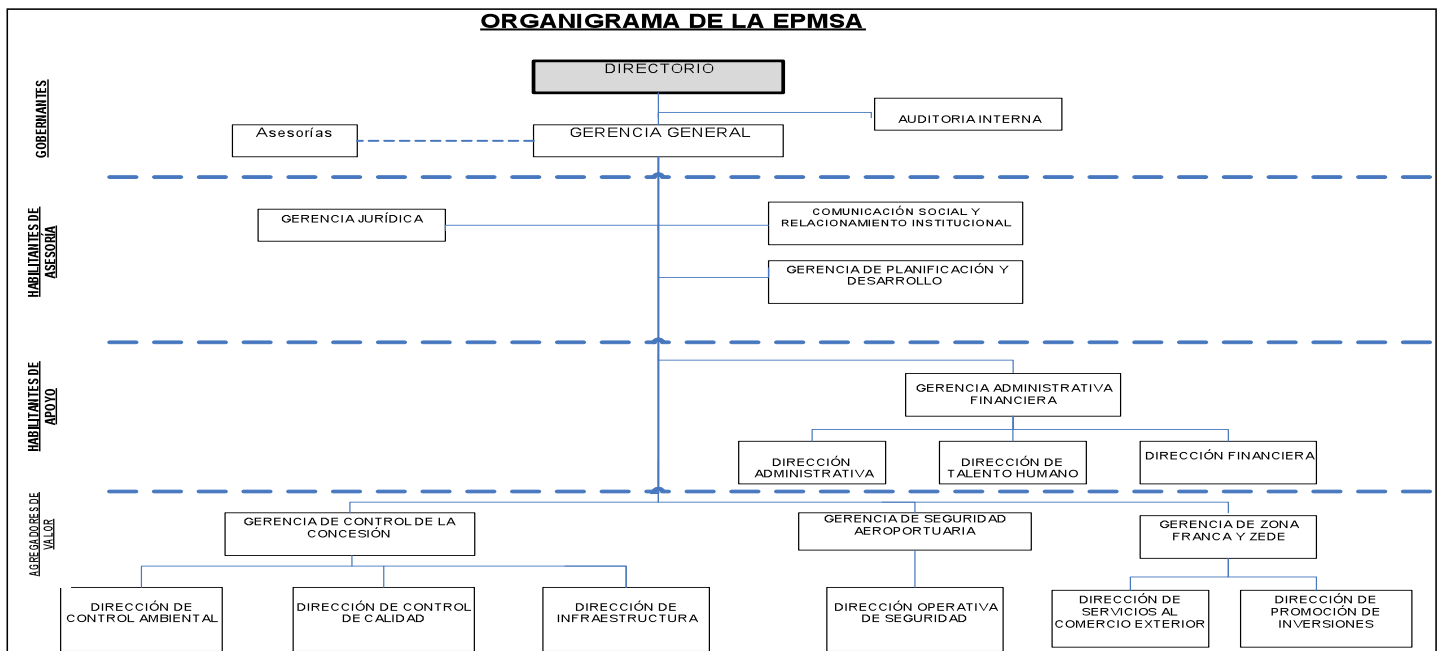 ORGANIGRAMA DE LA EPMSA
GOBERNANTES
DIRECTORIO
AUDITORIA INTERNA
Asesorías
GERENCIA GENERAL
HABILITANTES DE
ASESORÍA
GERENCIA JURÍDICA
COMUNICACIÓN SOCIAL Y
RELACIONAMIENTO INSTITUCIONAL
GERENCIA DE PLANIFICACIÓN Y
DESARROLLO
HABILITANTES DE
APOYO
GERENCIA ADMINISTRATIVA
FINANCIERA
DIRECCIÓN
ADMINISTRATIVA
DIRECCIÓN DE
TALENTO HUMANO
DIRECCIÓN FINANCIERA
AGREGADORES DE
VALOR
GERENCIA DE CONTROL DE LA
CONCESIÓN
GERENCIA DE SEGURIDAD
AEROPORTUARIA
GERENCIA DE ZONA
FRANCA Y ZEDE
DIRECCIÓN DE
CONTROL AMBIENTAL
DIRECCIÓN DE CONTROL
DE CALIDAD
DIRECCIÓN DE
INFRAESTRUCTURA
DIRECCIÓN OPERATIVA
DE SEGURIDAD
DIRECCIÓN DE
SERVICIOS AL
COMERCIO EXTERIOR
DIRECCIÓN DE
PROMOCIÓN DE
INVERSIONES